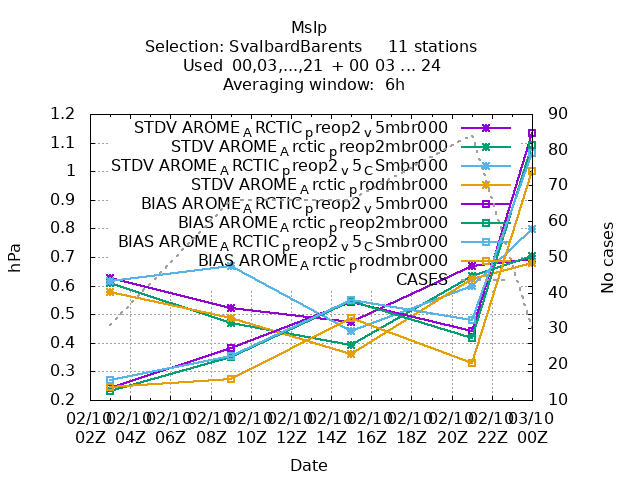 Mslp
Selection: SvalbardBarents 11 stations
Used 00,03,...,21 + 00 03 ... 24
Averaging window: 6h
1.2
1.1
1
0.9
0.8
0.7
0.6
0.5
0.4
0.3
0.2
hPa
90
80
70
60
50
40
30
20
10
No cases
STDV AROME_ARCTIC_preop2_v5mbr000
STDV AROME_Arctic_preop2mbr000
STDV AROME_ARCTIC_preop2_v5_CSmbr000
STDV AROME_Arctic_prodmbr000
BIAS AROME_ARCTIC_preop2_v5mbr000
BIAS AROME_Arctic_preop2mbr000
BIAS AROME_ARCTIC_preop2_v5_CSmbr000
BIAS AROME_Arctic_prodmbr000
CASES
02/10 02/10 02/10 02/10 02/10 02/10 02/10 02/10 02/10 02/10 02/10 03/10
02Z 04Z 06Z 08Z 10Z 12Z 14Z 16Z 18Z 20Z 22Z 00Z
Date